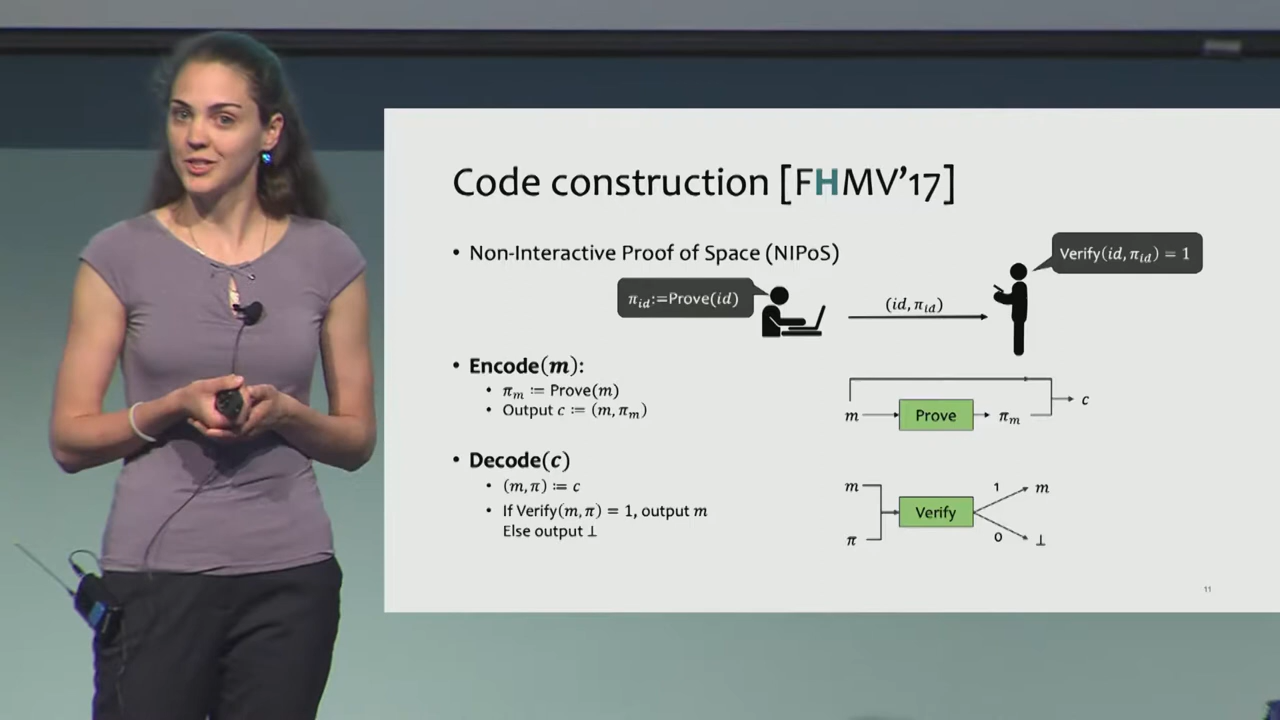 Code construction [FHMV'17]
• Non-Interactive Proof of Space (NIPoS)
Verify(id, π_id) = 1
π_id:=Prove(id)
(id, π_id)
• Encode(m):
• π_m := Prove(m)
• Output c := (m, π_m)
m Prove π_m c
• Decode(c)
• (m, π) := c
• If Verify(m, π) = 1, output m
Else output ⊥
m Verify 1 m
π 0 ⊥
11